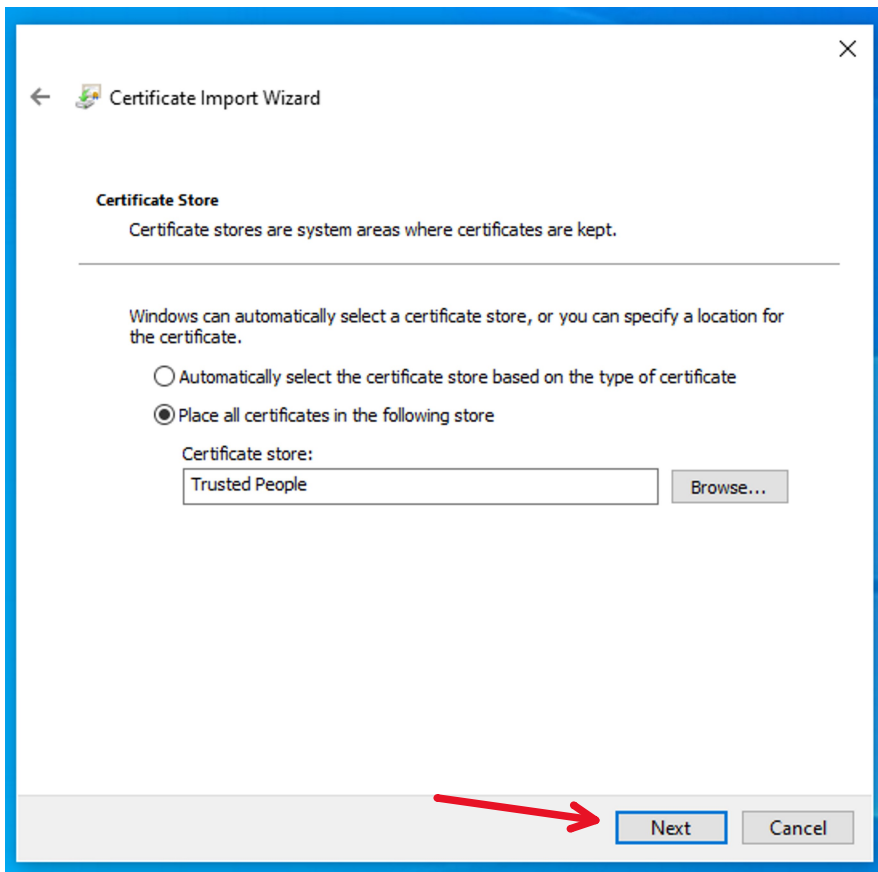 Certificate Import Wizard
Certificate Store
Certificate stores are system areas where certificates are kept.
Windows can automatically select a certificate store, or you can specify a location for
the certificate.
Automatically select the certificate store based on the type of certificate
Place all certificates in the following store
Certificate store:
Trusted People
Browse...
Next
Cancel